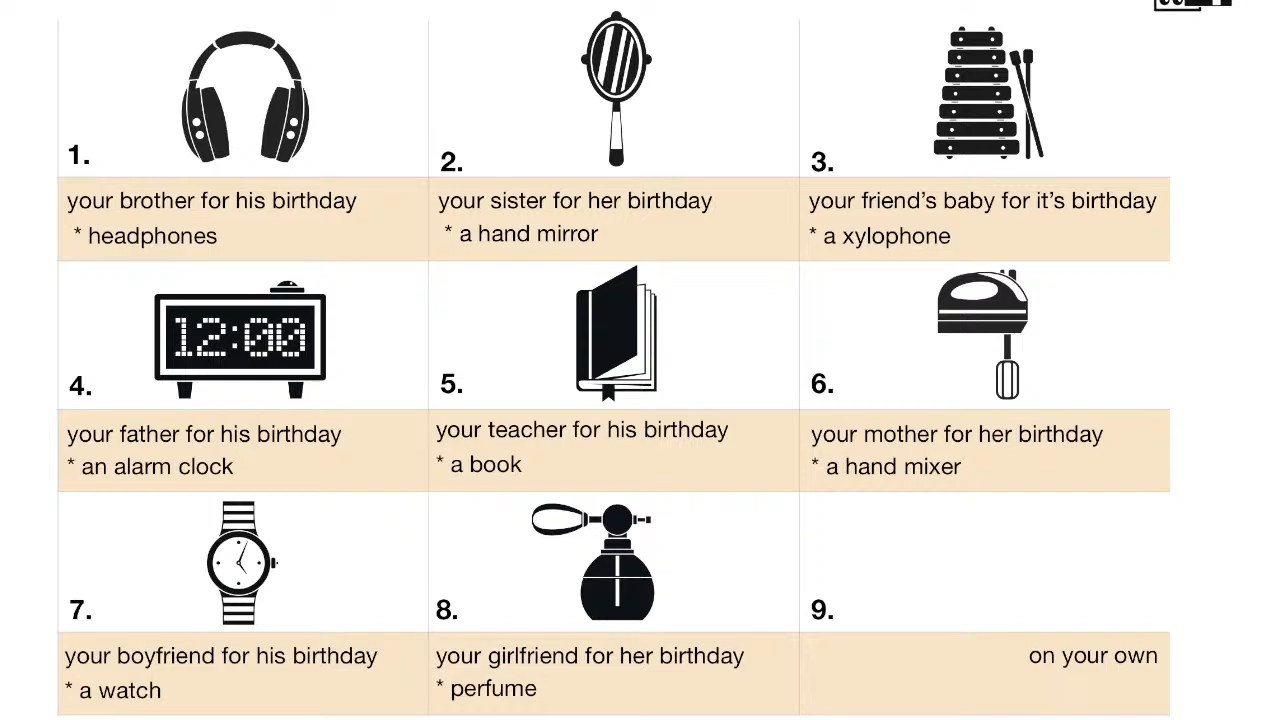 1.
your brother for his birthday
* headphones
2.
your sister for her birthday
* a hand mirror
3.
your friend's baby for it's birthday
* a xylophone
12:00
4.
your father for his birthday
* an alarm clock
5.
your teacher for his birthday
* a book
6.
your mother for her birthday
* a hand mixer
7.
your boyfriend for his birthday
* a watch
8.
your girlfriend for her birthday
* perfume
9.
on your own